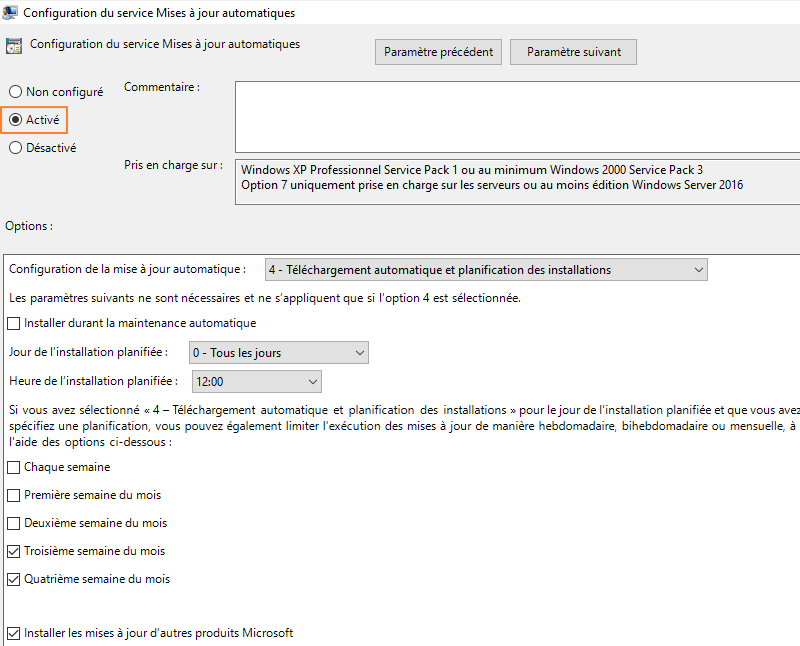 Configuration du service Mises à jour automatiques
Configuration du service Mises à jour automatiques
Paramètre précédent
Paramètre suivant
Non configuré
Commentaire :
Activé
Désactivé
Pris en charge sur :
Windows XP Professionnel Service Pack 1 ou au minimum Windows 2000 Service Pack 3
Option 7 uniquement prise en charge sur les serveurs ou au moins édition Windows Server 2016
Options :
Configuration de la mise à jour automatique :
4 - Téléchargement automatique et planification des installations
Les paramètres suivants ne sont nécessaires et ne s'appliquent que si l'option 4 est sélectionnée.
Installer durant la maintenance automatique
Jour de l'installation planifiée :
0 - Tous les jours
Heure de l'installation planifiée :
12:00
Si vous avez sélectionné « 4 – Téléchargement automatique et planification des installations » pour le jour de l'installation planifiée et que vous avez
spécifiez une planification, vous pouvez également limiter l'exécution des mises à jour de manière hebdomadaire, bihebdomadaire ou mensuelle, à
l'aide des options ci-dessous :
Chaque semaine
Première semaine du mois
Deuxième semaine du mois
Troisième semaine du mois
Quatrième semaine du mois
Installer les mises à jour d'autres produits Microsoft